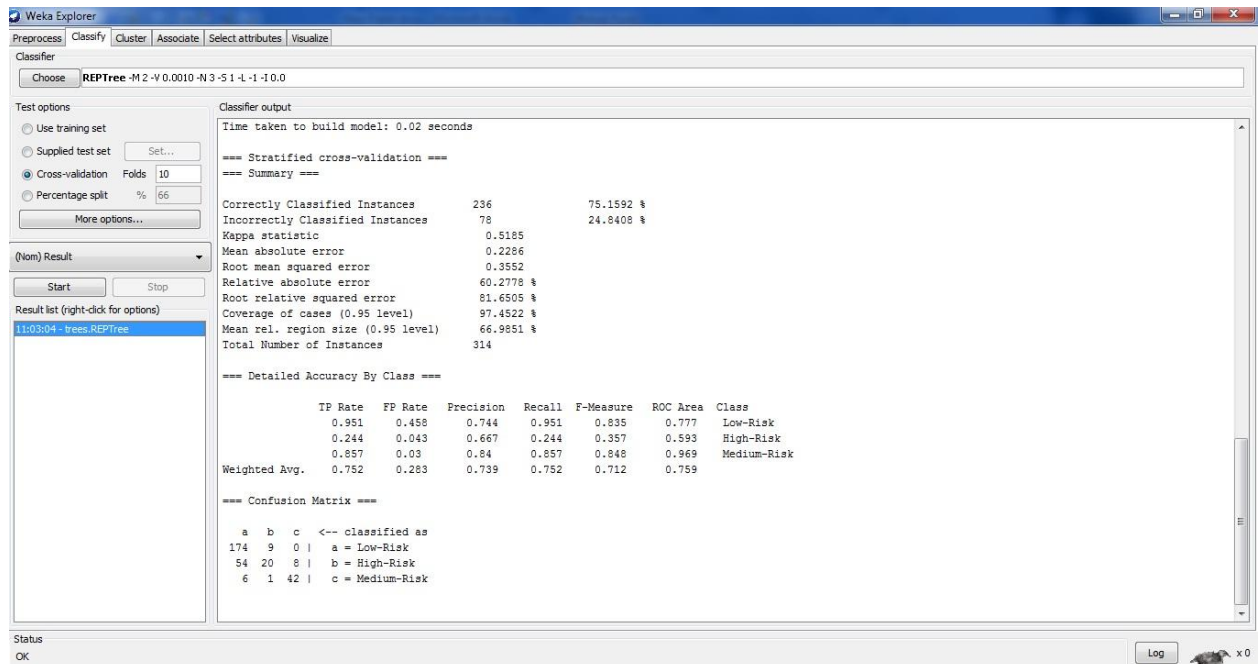 Weka Explorer
Preprocess Classify Cluster Associate Select attributes Visualize
Classifier
Choose REPTree -M 2 -V 0.0010 -N 3 -S 1 -L -1 -I 0.0
Test options
Use training set
Supplied test set Set...
Cross-validation Folds 10
Percentage split % 66
More options...
(Nom) Result
Start Stop
Result list (right-click for options)
11:03:04 - trees.REPTree
Classifier output
Time taken to build model: 0.02 seconds
=== Stratified cross-validation ===
=== Summary ===
Correctly Classified Instances 236 75.1592 %
Incorrectly Classified Instances 78 24.8408 %
Kappa statistic 0.5185
Mean absolute error 0.2286
Root mean squared error 0.3552
Relative absolute error 60.2778 %
Root relative squared error 81.6505 %
Coverage of cases (0.95 level) 97.4522 %
Mean rel. region size (0.95 level) 66.9851 %
Total Number of Instances 314
=== Detailed Accuracy By Class ===
TP Rate FP Rate Precision Recall F-Measure ROC Area Class
0.951 0.458 0.744 0.951 0.835 0.777 Low-Risk
0.244 0.043 0.667 0.244 0.357 0.593 High-Risk
0.857 0.03 0.84 0.857 0.848 0.969 Medium-Risk
Weighted Avg. 0.752 0.283 0.739 0.752 0.712 0.759
=== Confusion Matrix ===
a b c <-- classified as
174 9 0 | a = Low-Risk
54 20 8 | b = High-Risk
6 1 42 | c = Medium-Risk
Status
OK
Log
x 0